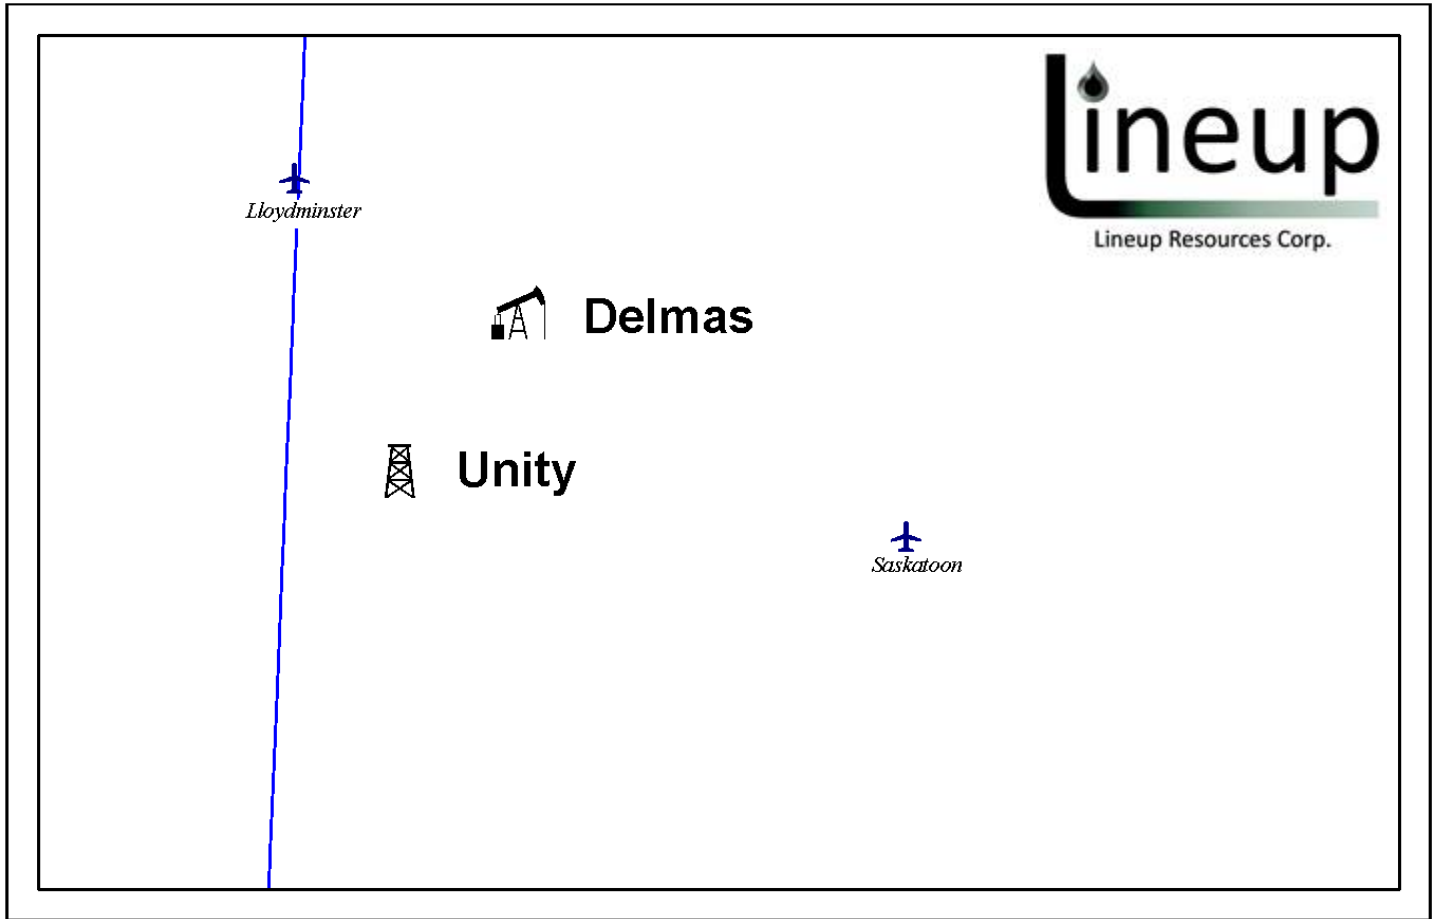 Lineup
Lineup Resources Corp.
Lloydminster
Delmas
Unity
Saskatoon